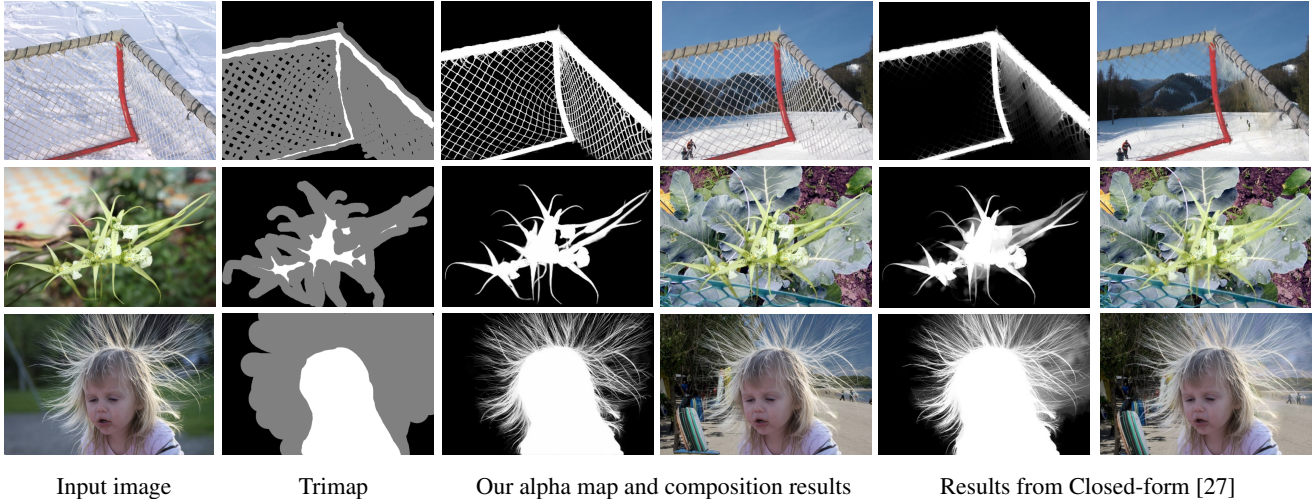 Input image
Trimap
Our alpha map and composition results
Results from Closed-form [27]